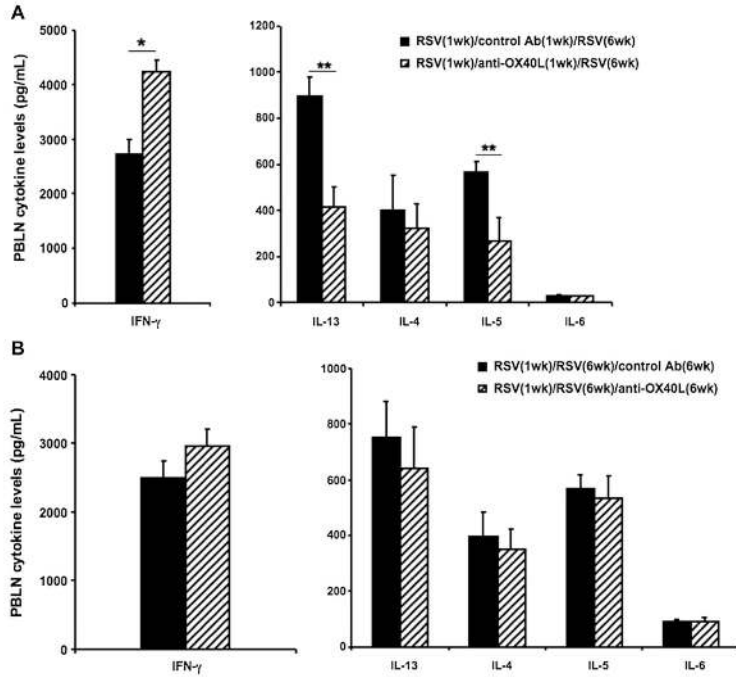 A
PBLN cytokine levels (pg/mL)
5000
4000
3000
2000
1000
0
*
IFN-γ
1200
1000
800
600
400
200
0
RSV(1wk)/control Ab(1wk)/RSV(6wk)
RSV(1wk)/anti-OX40L(1wk)/RSV(6wk)
**
**
IL-13 IL-4 IL-5 IL-6
B
PBLN cytokine levels (pg/mL)
4000
3000
2000
1000
0
IFN-γ
1000
800
600
400
200
0
RSV(1wk)/RSV(6wk)/control Ab(6wk)
RSV(1wk)/RSV(6wk)/anti-OX40L(6wk)
IL-13 IL-4 IL-5 IL-6